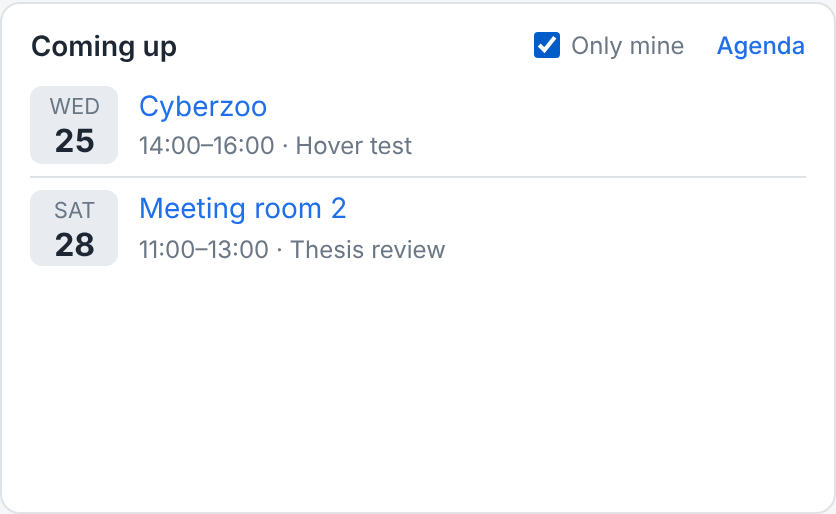 Coming up
Only mine
Agenda
WED
25
Cyberzoo
14:00–16:00 · Hover test
SAT
28
Meeting room 2
11:00–13:00 · Thesis review